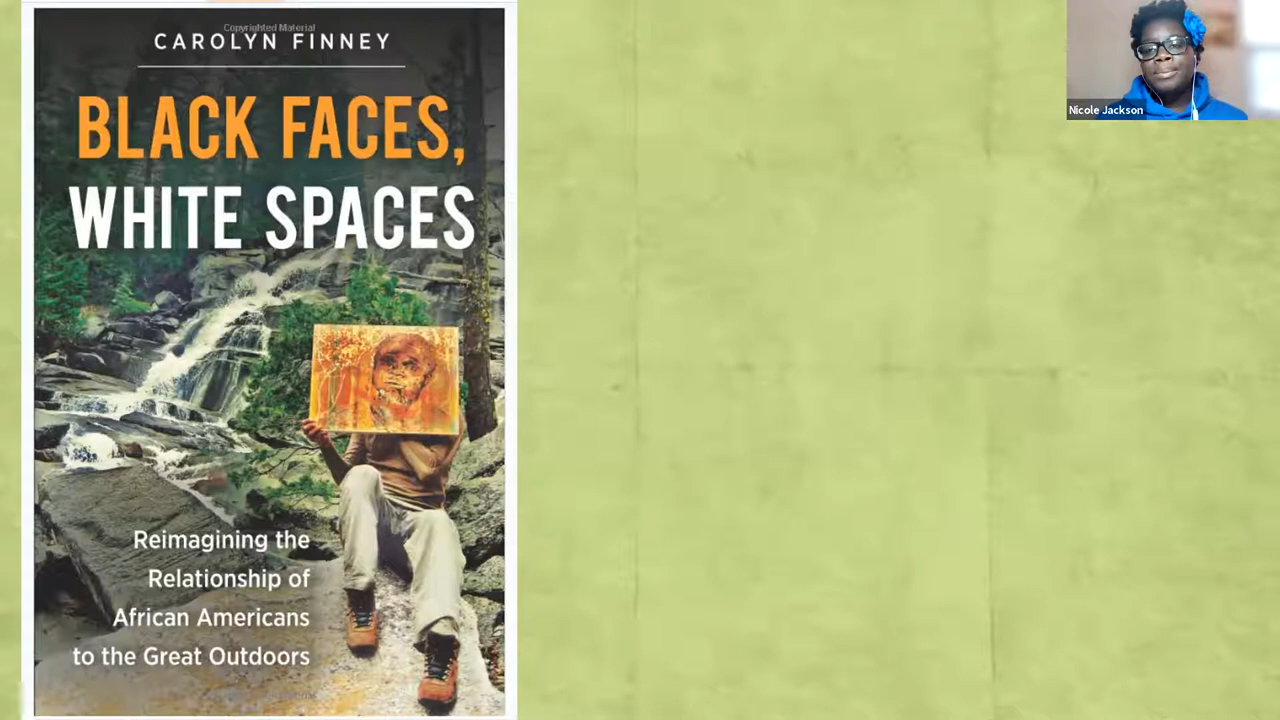 Copyrighted Material
CAROLYN FINNEY
BLACK FACES,
WHITE SPACES
Reimagining the
Relationship of
African Americans
to the Great Outdoors
Nicole Jackson